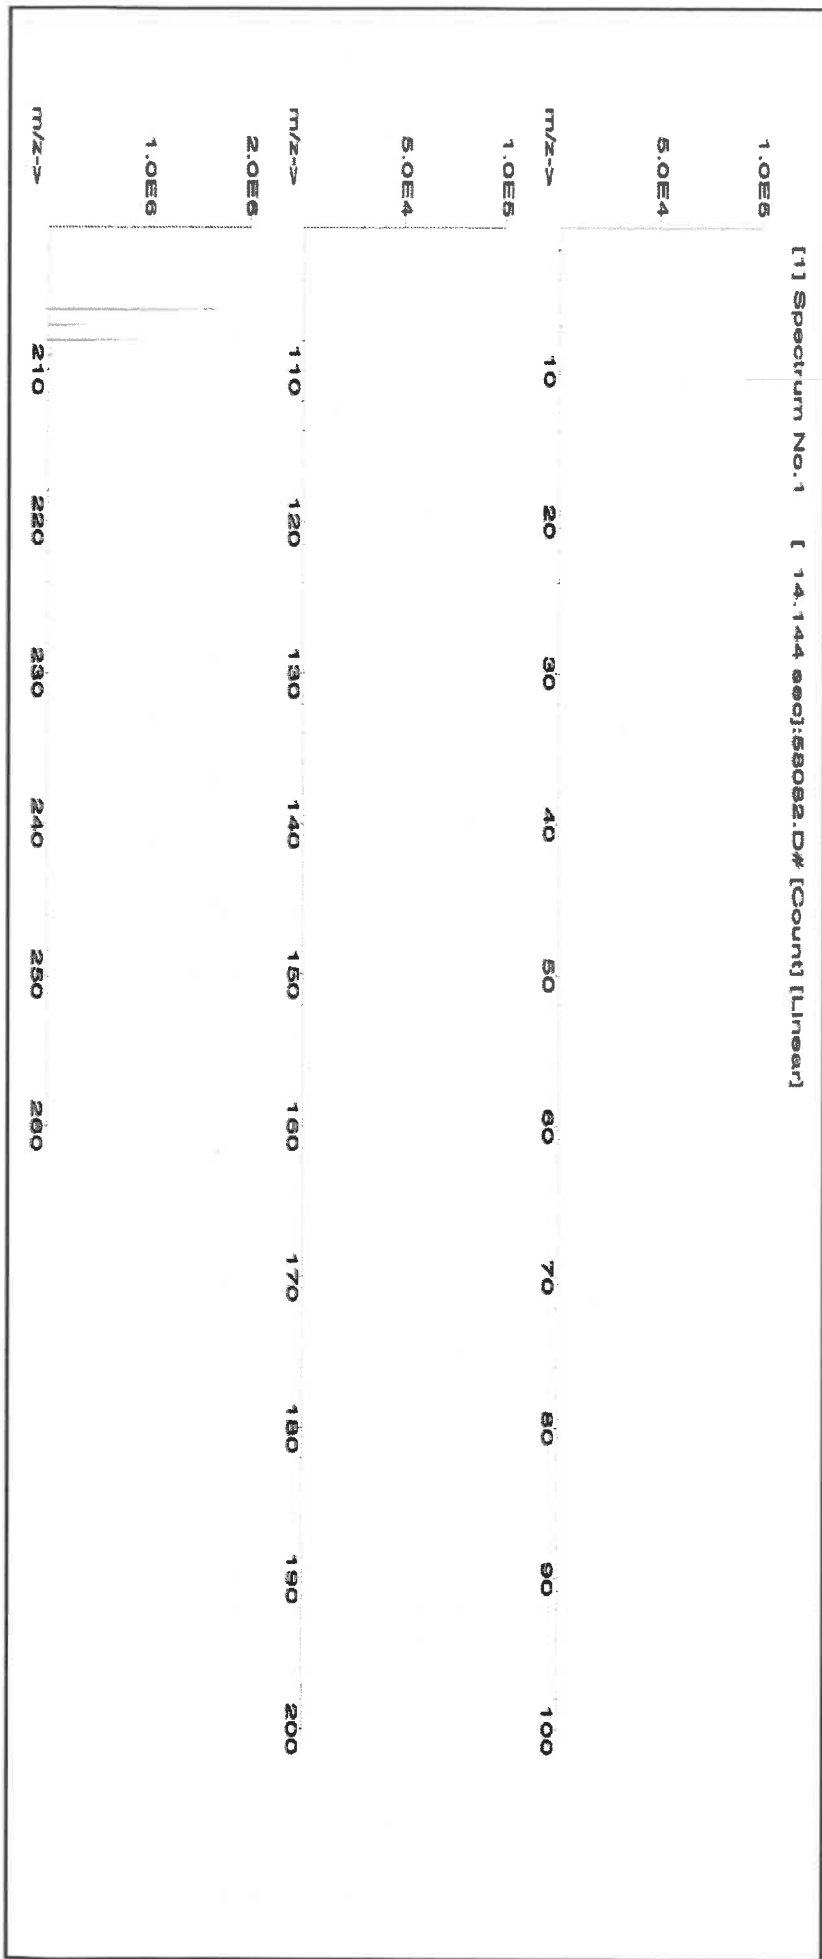 [1] Spectrum No.1 [ 14.144 sec]:58082.D# [Count] [Linear]
1.0E5
5.0E4
m/z-> 10 20 30 40 50 60 70 80 90 100
1.0E5
5.0E4
m/z-> 110 120 130 140 150 160 170 180 190 200
2.0E6
1.0E6
m/z-> 210 220 230 240 250 260